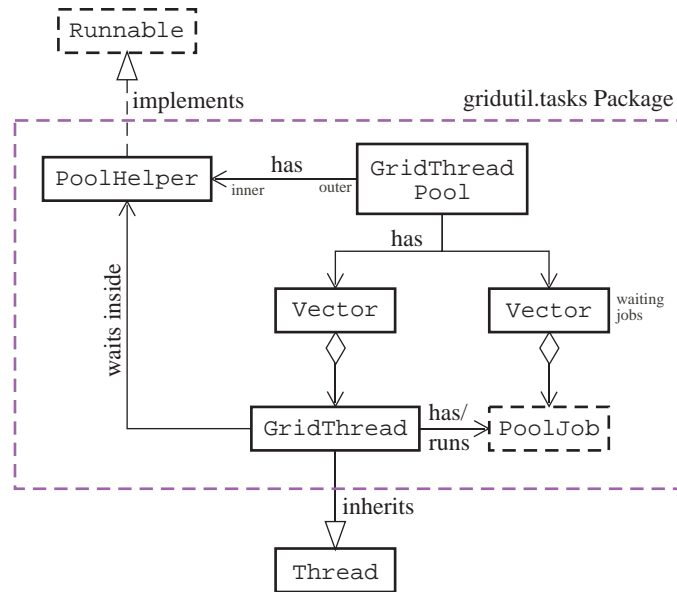 Runnable
implements
gridutil.tasks Package
PoolHelper
has
inner
outer
GridThread
Pool
has
waits inside
Vector
Vector
waiting
jobs
GridThread
has/
runs
PoolJob
inherits
Thread